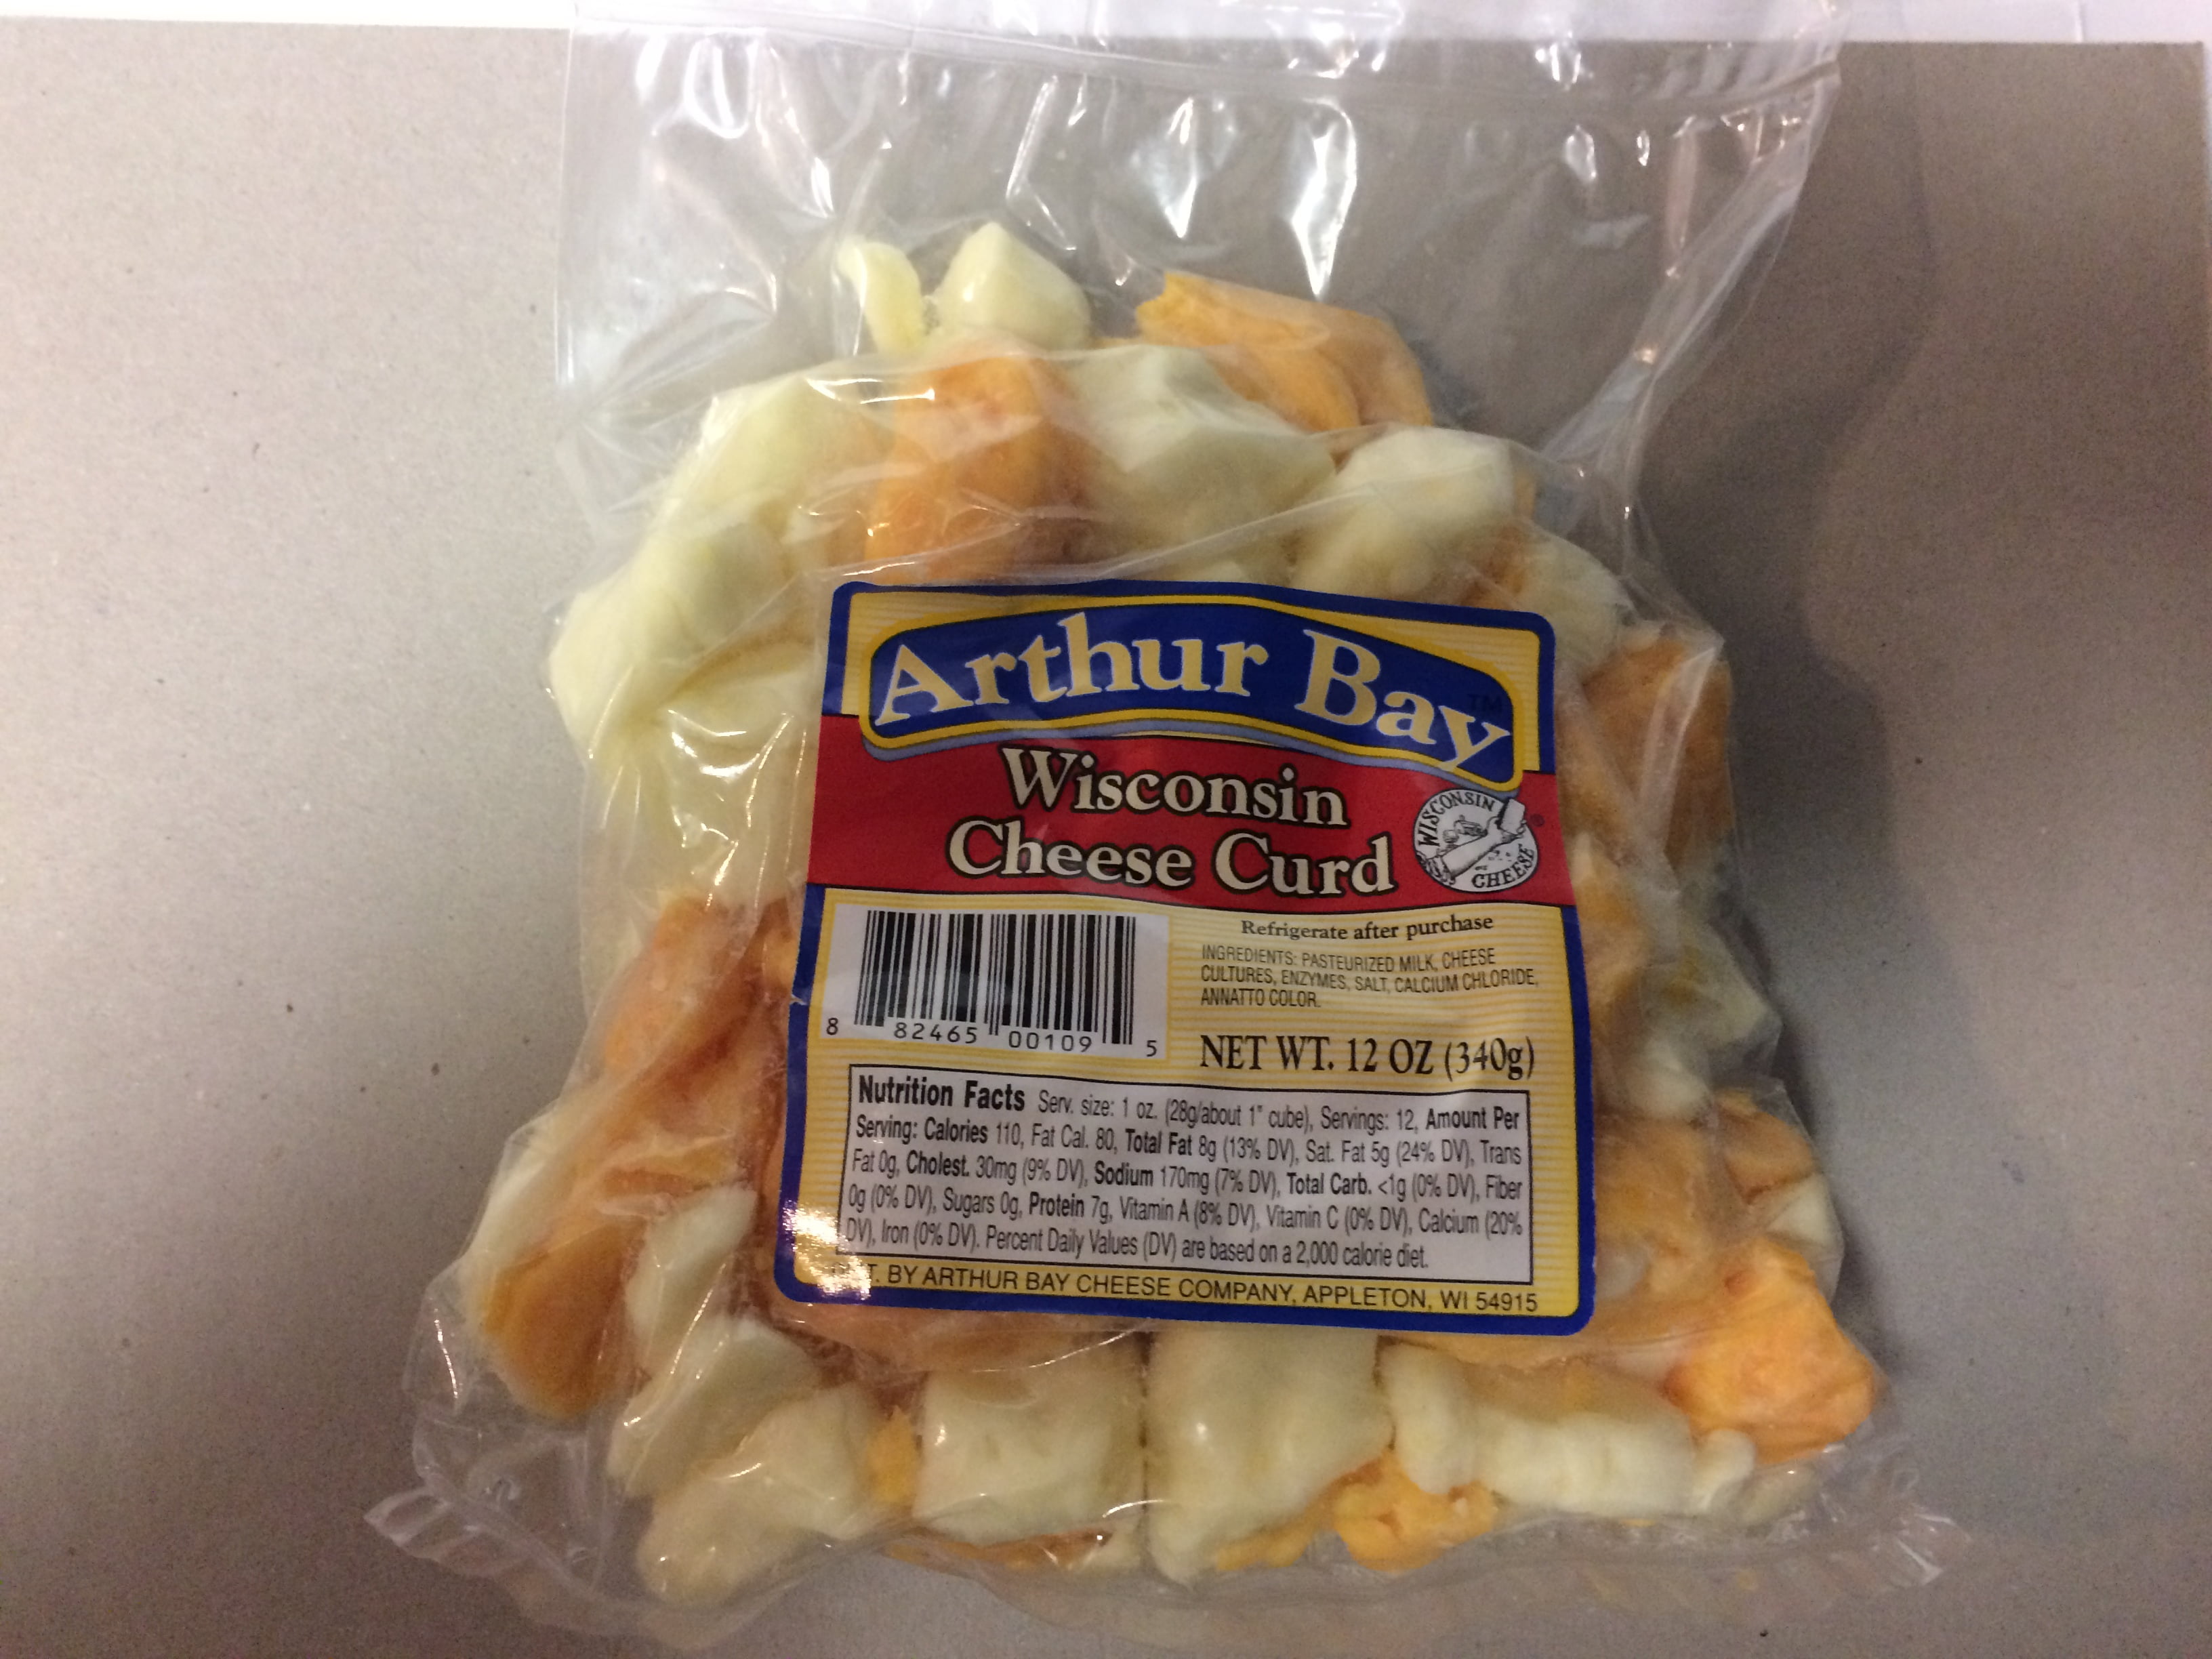 Arthur Bay
TM
Wisconsin
Cheese Curd
WISCONSIN
CHEESE
®
Refrigerate after purchase
INGREDIENTS: PASTEURIZED MILK, CHEESE
CULTURES, ENZYMES, SALT, CALCIUM CHLORIDE,
ANNATTO COLOR.
8 82465 00109 5
NET WT. 12 OZ (340g)
Nutrition Facts Serv. size: 1 oz. (28g/about 1" cube), Servings: 12, Amount Per
Serving: Calories 110, Fat Cal. 80, Total Fat 8g (13% DV), Sat. Fat 5g (24% DV), Trans
Fat 0g, Cholest. 30mg (9% DV), Sodium 170mg (7% DV), Total Carb. <1g (0% DV), Fiber
0g (0% DV), Sugars 0g, Protein 7g, Vitamin A (8% DV), Vitamin C (0% DV), Calcium (20%
DV), Iron (0% DV). Percent Daily Values (DV) are based on a 2,000 calorie diet.
BY ARTHUR BAY CHEESE COMPANY, APPLETON, WI 54915